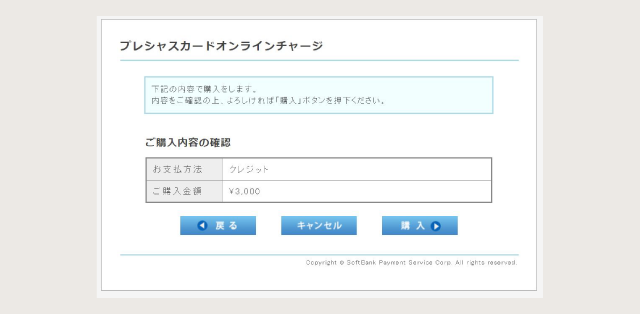 プレシャスカードオンラインチャージ
下記の内容で購入をします。
内容をご確認の上、よろしければ「購入」ボタンを押下ください。
ご購入内容の確認
お支払方法 クレジット
ご購入金額 ¥3,000
戻る キャンセル 購入
Copyright © SoftBank Payment Service Corp. All rights reserved.